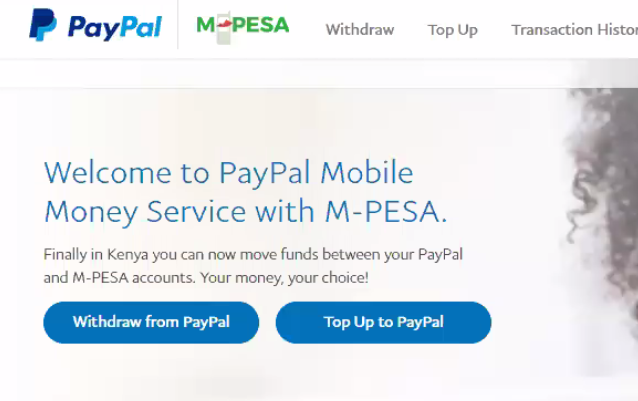 PayPal M-PESA Withdraw Top Up Transaction Histor
Welcome to PayPal Mobile
Money Service with M-PESA.
Finally in Kenya you can now move funds between your PayPal
and M-PESA accounts. Your money, your choice!
Withdraw from PayPal Top Up to PayPal